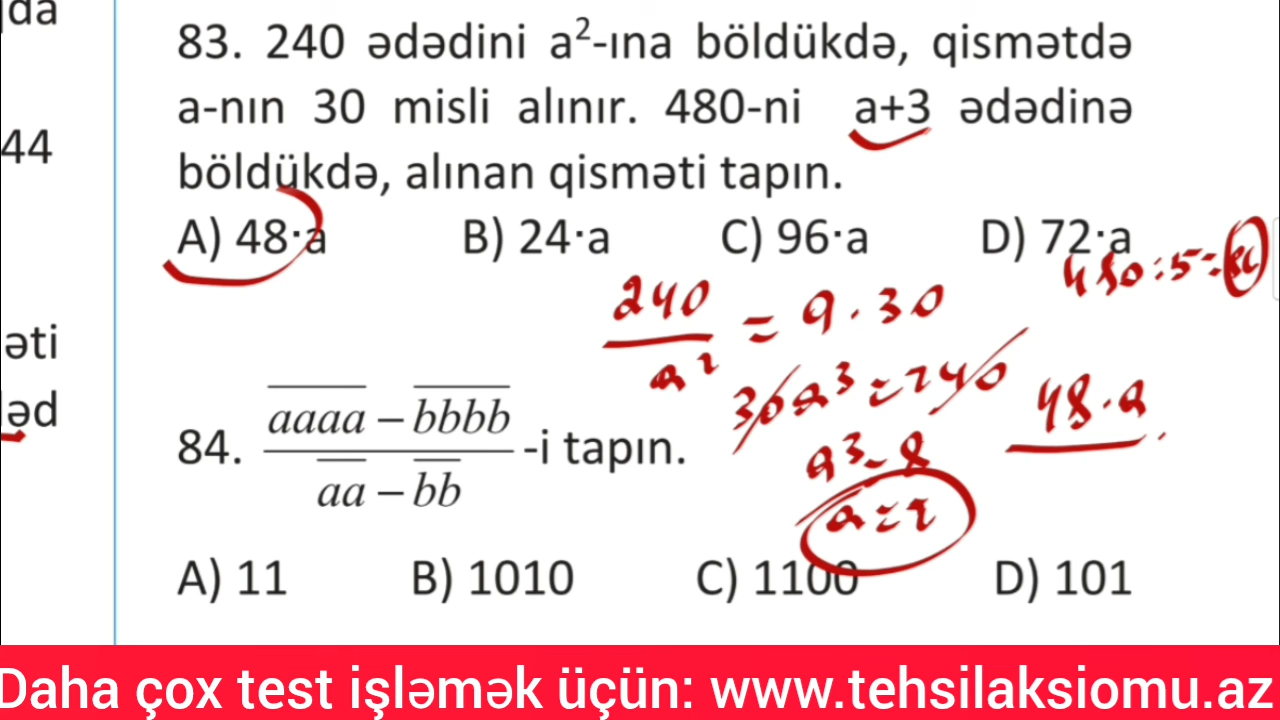 da
83. 240 ədədini a²-ına böldükdə, qismətdə
a-nın 30 misli alınır. 480-ni a+3 ədədinə
44
böldükdə, alınan qisməti tapın.
A) 48·a B) 24·a C) 96·a D) 72·a
480:5=
240/a² = a·30
30a³=240
a³=8
a=2
48·a
əti
əd
84. (aaaa − bbbb)/(aa − bb) -i tapın.
A) 11 B) 1010 C) 1100 D) 101
Daha çox test işləmək üçün: www.tehsilaksiomu.az